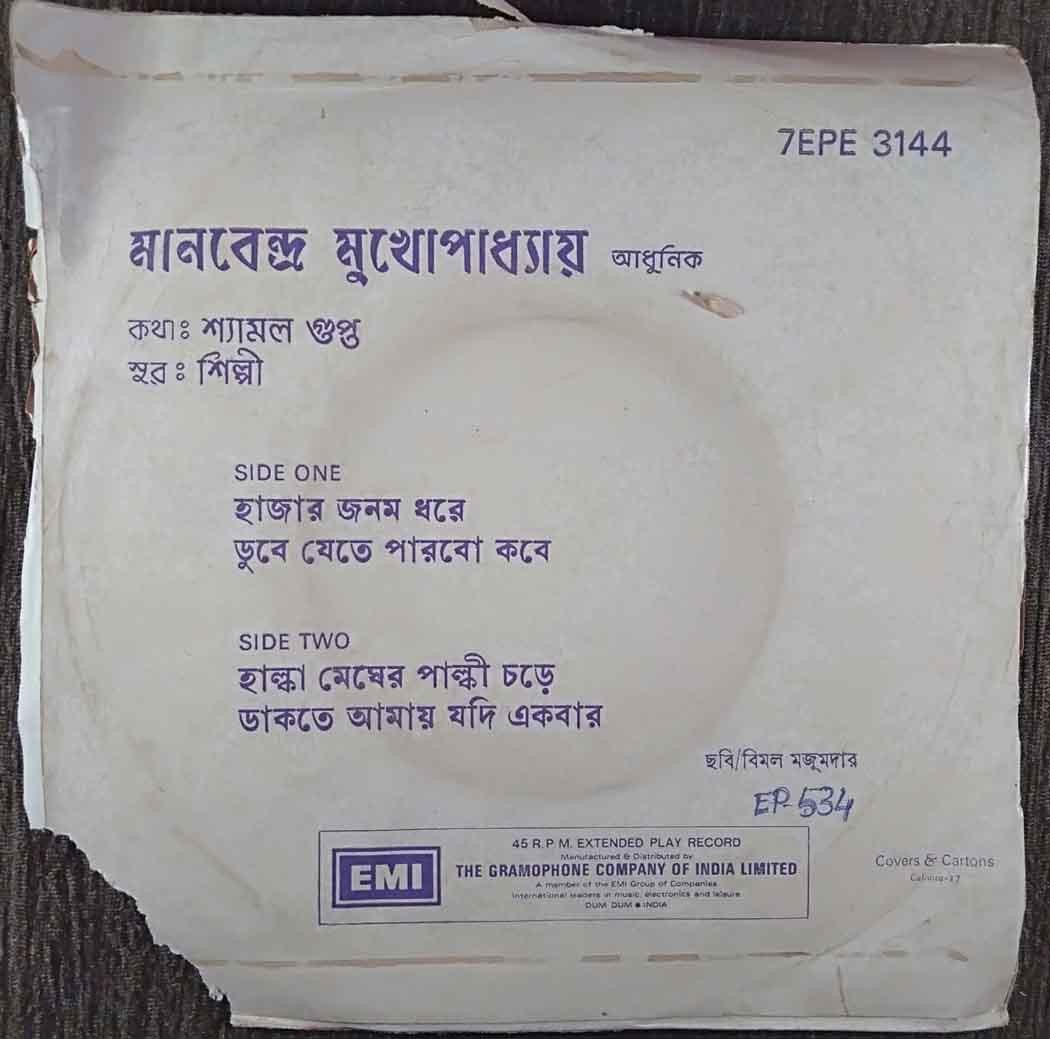 7EPE 3144
মানবেন্দ্র মুখোপাধ্যায় আধুনিক
কথাঃ শ্যামল গুপ্ত
সুরঃ শিল্পী
SIDE ONE
হাজার জনম ধরে
ডুবে যেতে পারবো কবে
SIDE TWO
হাল্কা মেঘের পাল্কী চড়ে
ডাকতে আমায় যদি একবার
ছবি/বিমল মজুমদার
EP-534
45 R.P.M. EXTENDED PLAY RECORD
Manufactured & Distributed by
EMI THE GRAMOPHONE COMPANY OF INDIA LIMITED
A member of the EMI Group of Companies
International leaders in music, electronics and leisure
DUM DUM ● INDIA
Covers & Cartons